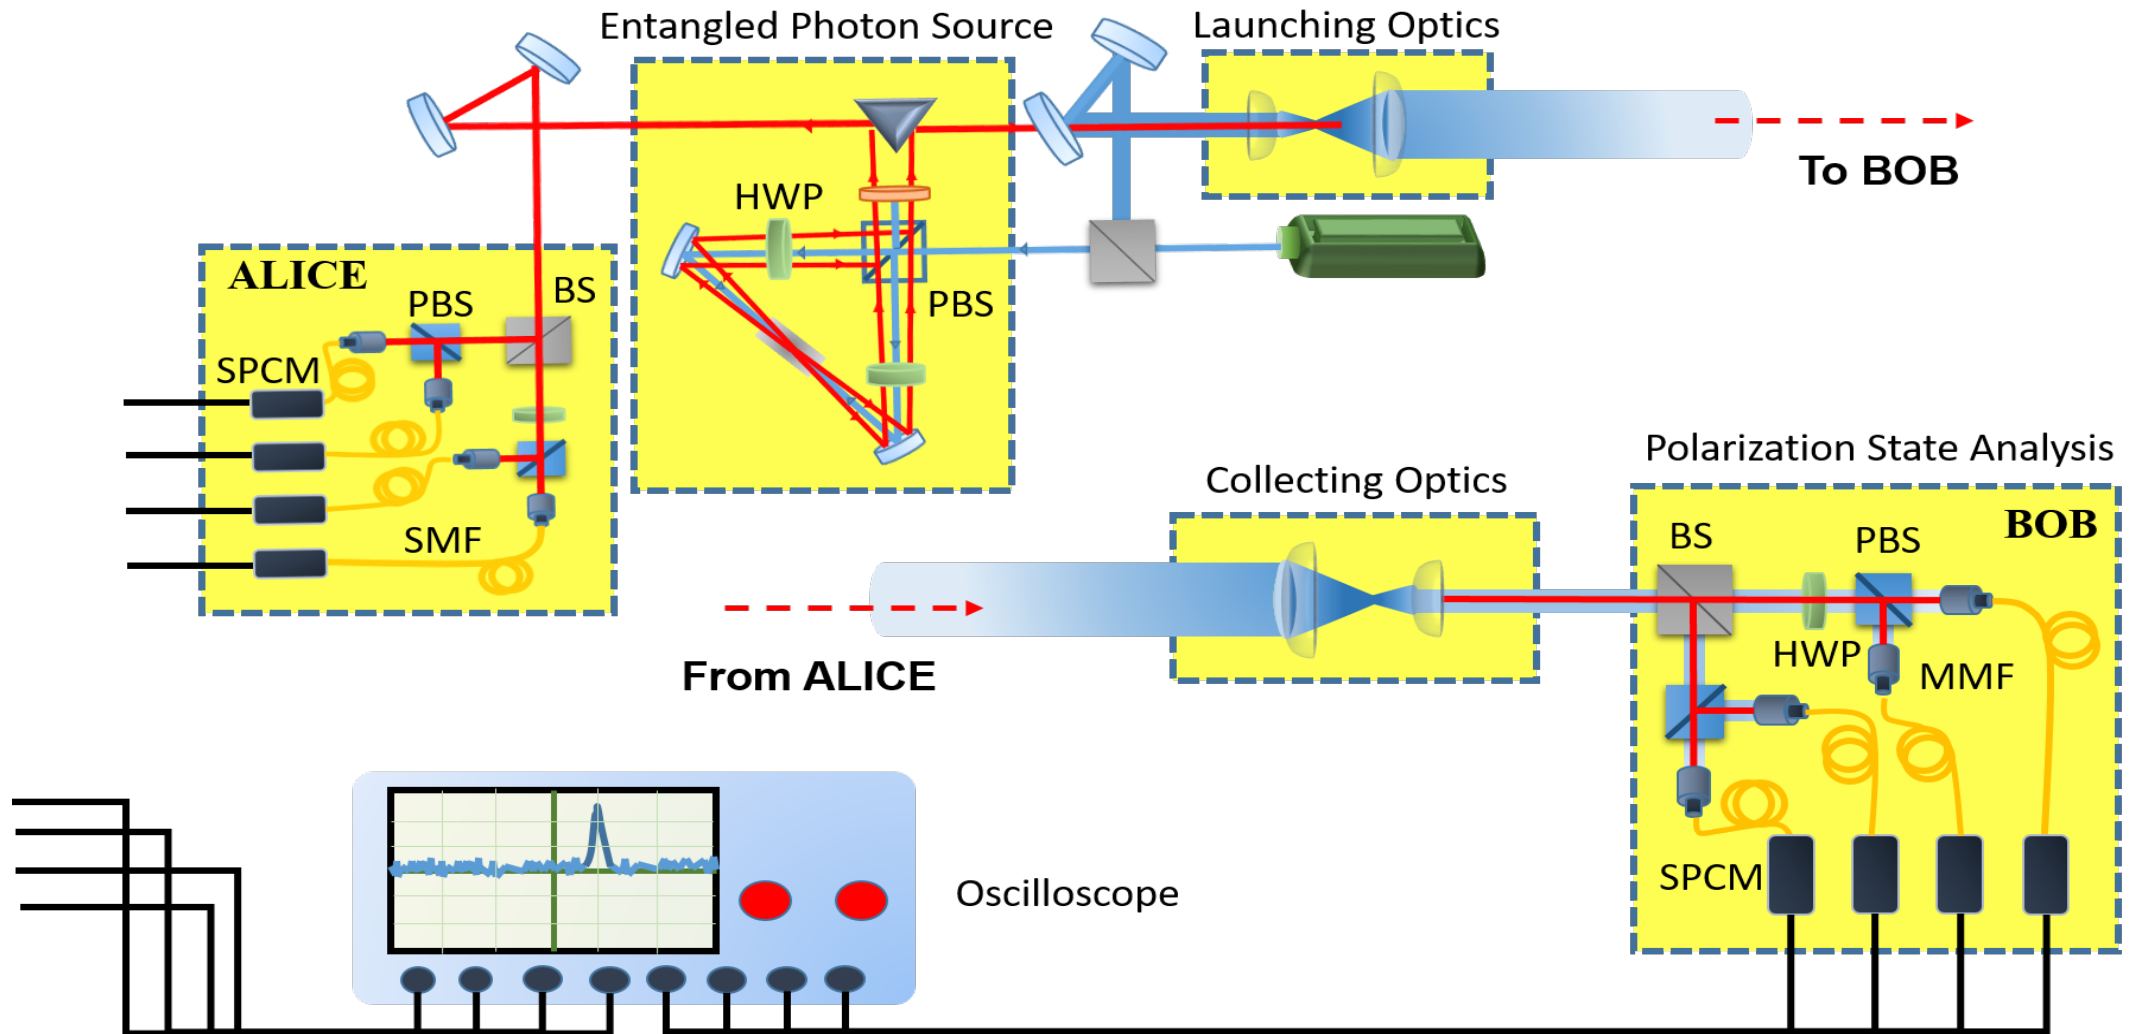 Entangled Photon Source
Launching Optics
To BOB
HWP
PBS
ALICE
PBS
BS
SPCM
SMF
Collecting Optics
Polarization State Analysis
BOB
BS
PBS
HWP
MMF
From ALICE
SPCM
Oscilloscope